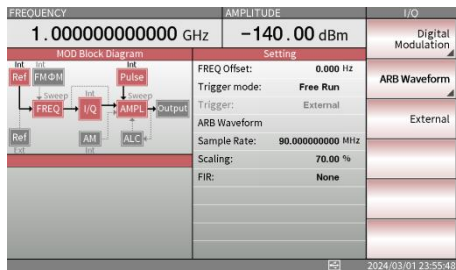 FREQUENCY
AMPLITUDE
I/Q
1.000000000000 GHz
-140.00 dBm
MOD Block Diagram
Setting
Int
Int
Int
Ref
FMΦM
Pulse
Sweep
Int
Sweep
FREQ
I/Q
AMPL
Output
Ref
AM
ALC
Ext
Int
FREQ Offset: 0.000 Hz
Trigger mode: Free Run
Trigger: External
ARB Waveform
Sample Rate: 90.000000000 MHz
Scaling: 70.00 %
FIR: None
Digital
Modulation
ARB Waveform
External
2024/03/01 23:55:48